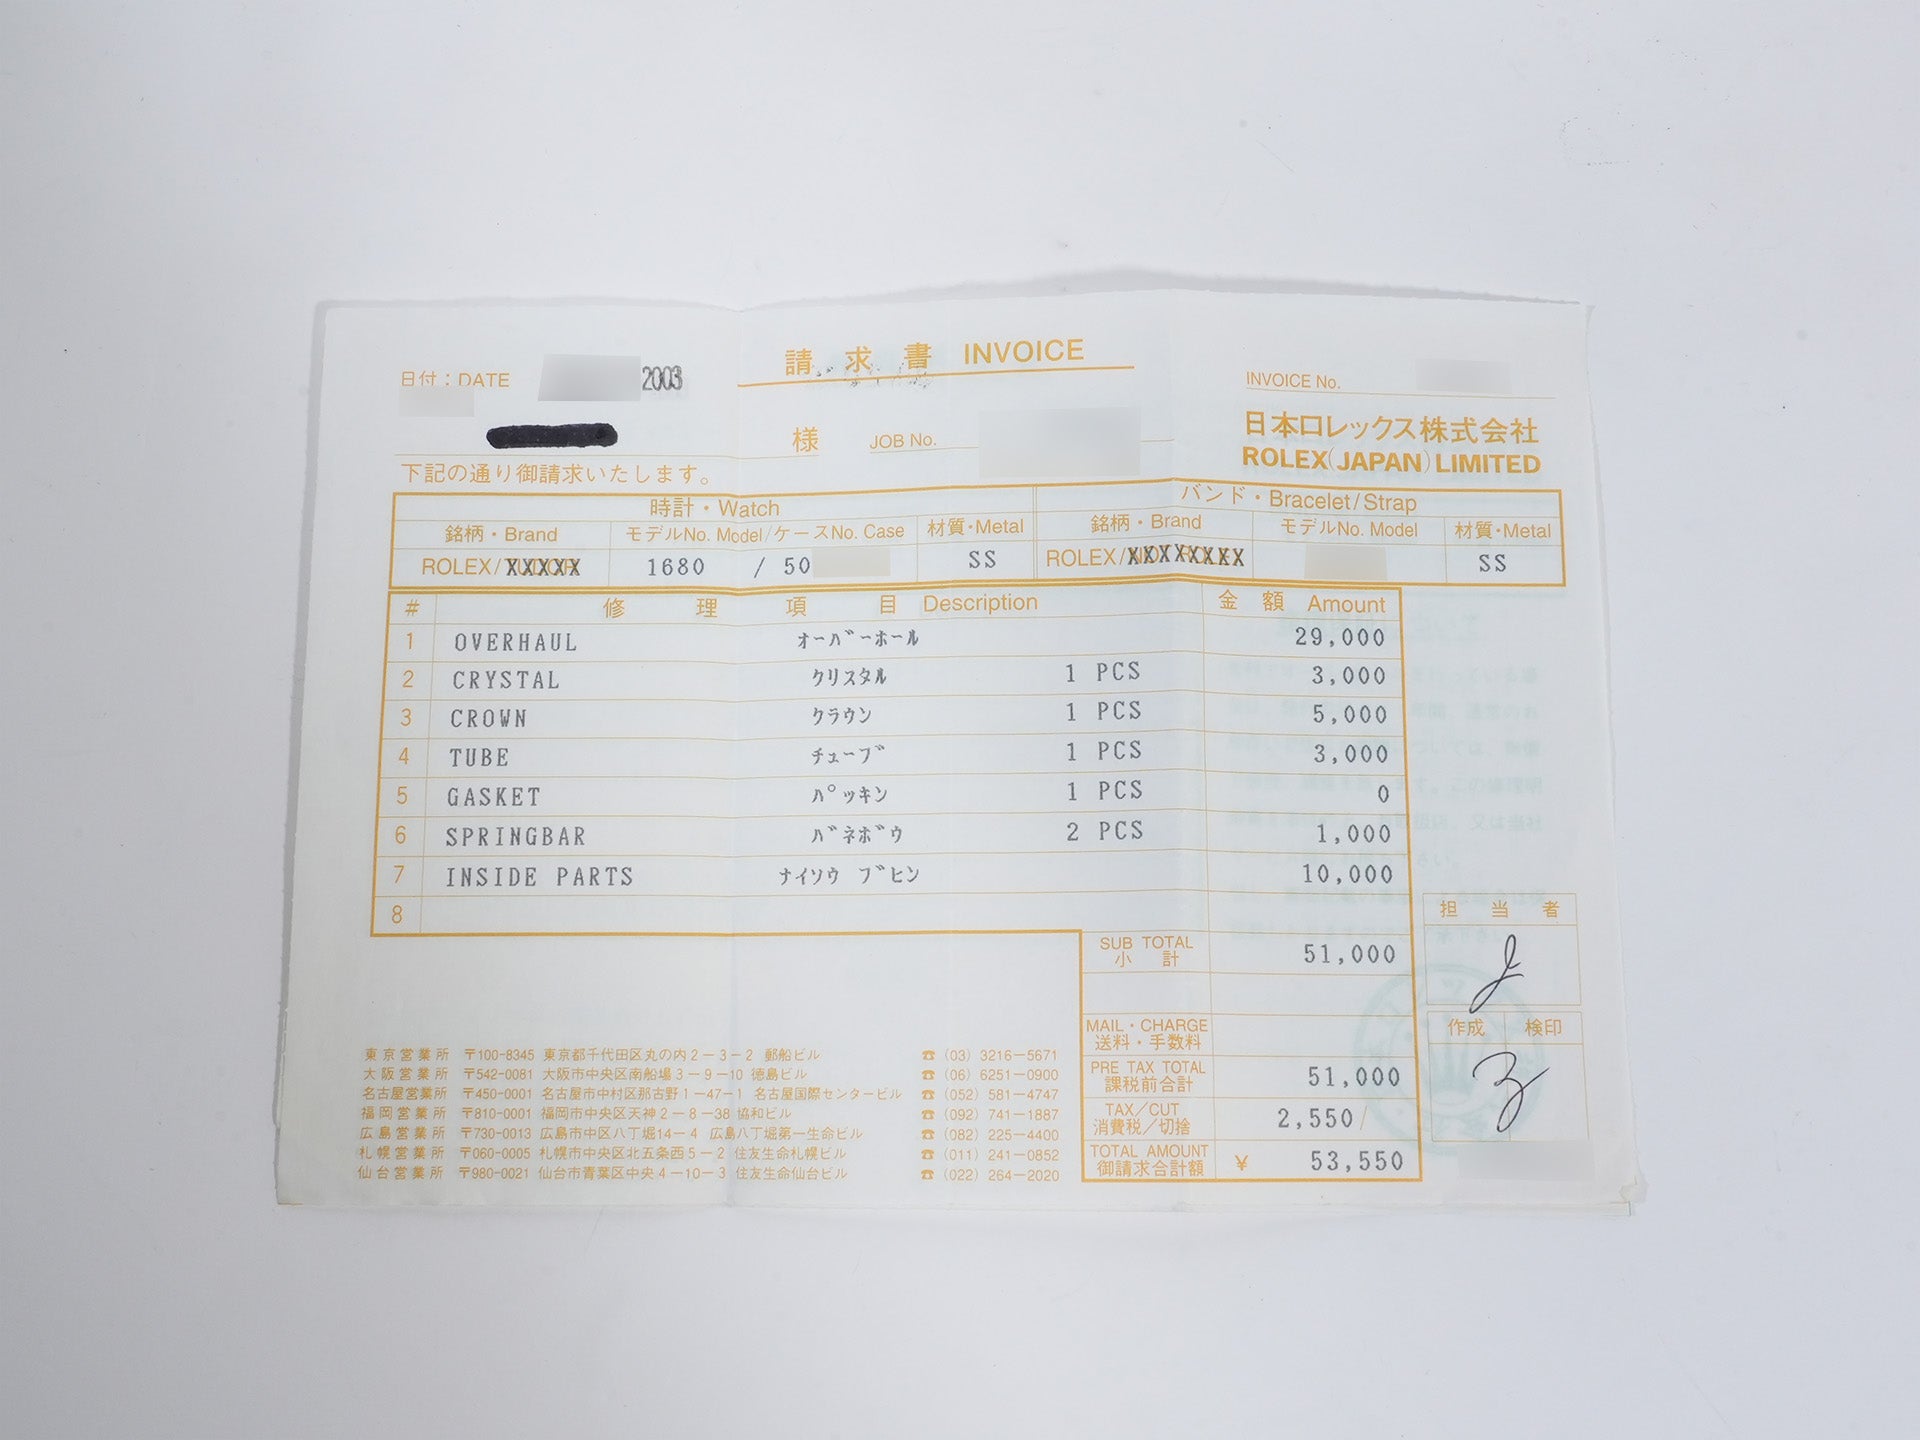 請求書 INVOICE
日付：DATE 2003
INVOICE No.
様 JOB No.
日本ロレックス株式会社
ROLEX(JAPAN)LIMITED
下記の通り御請求いたします。
時計・Watch バンド・Bracelet/Strap
銘柄・Brand モデルNo. Model/ケースNo. Case 材質・Metal 銘柄・Brand モデルNo. Model 材質・Metal
ROLEX/XXXXX 1680 / 50 SS ROLEX/XXXXXXXX SS
# 修理項目 Description 金額 Amount
1 OVERHAUL ｵｰﾊﾞｰﾎｰﾙ 29,000
2 CRYSTAL ｸﾘｽﾀﾙ 1 PCS 3,000
3 CROWN ｸﾗｳﾝ 1 PCS 5,000
4 TUBE ﾁｭｰﾌﾞ 1 PCS 3,000
5 GASKET ﾊﾟｯｷﾝ 1 PCS 0
6 SPRINGBAR ﾊﾞﾈﾎﾞｳ 2 PCS 1,000
7 INSIDE PARTS ﾅｲｿｳ ﾌﾞﾋﾝ 10,000
8
担当者
SUB TOTAL
小計 51,000
作成 検印
MAIL・CHARGE
送料・手数料
PRE TAX TOTAL
課税前合計 51,000
TAX／CUT
消費税／切捨 2,550/
TOTAL AMOUNT
御請求合計額 ¥ 53,550
東京営業所 〒100-8345 東京都千代田区丸の内2－3－2 郵船ビル ☎ (03) 3216－5671
大阪営業所 〒542-0081 大阪市中央区南船場3－9－10 徳島ビル ☎ (06) 6251－0900
名古屋営業所 〒450-0001 名古屋市中村区那古野1－47－1 名古屋国際センタービル ☎ (052) 581－4747
福岡営業所 〒810-0001 福岡市中央区天神2－8－38 協和ビル ☎ (092) 741－1887
広島営業所 〒730-0013 広島市中区八丁堀14－4 広島八丁堀第一生命ビル ☎ (082) 225－4400
札幌営業所 〒060-0005 札幌市中央区北五条西5－2 住友生命札幌ビル ☎ (011) 241－0852
仙台営業所 〒980-0021 仙台市青葉区中央4－10－3 住友生命仙台ビル ☎ (022) 264－2020